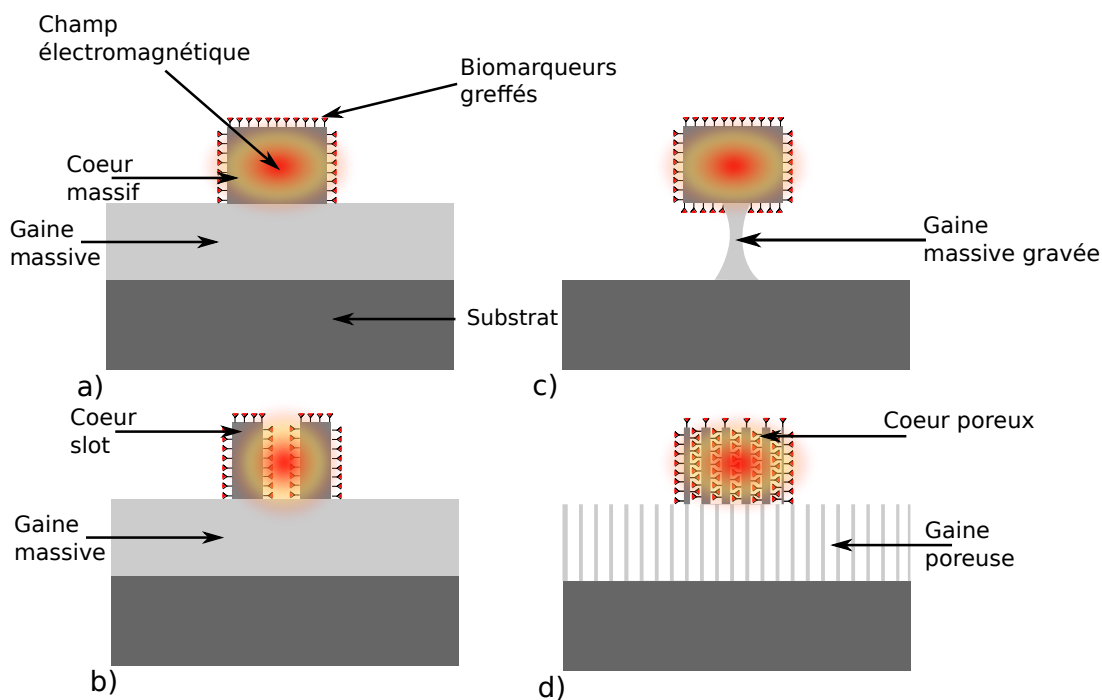 Champ
électromagnétique
Biomarqueurs
greffés
Coeur
massif
Gaine
massive
Substrat
a)
Gaine
massive gravée
c)
Coeur
slot
Gaine
massive
b)
Coeur poreux
Gaine
poreuse
d)